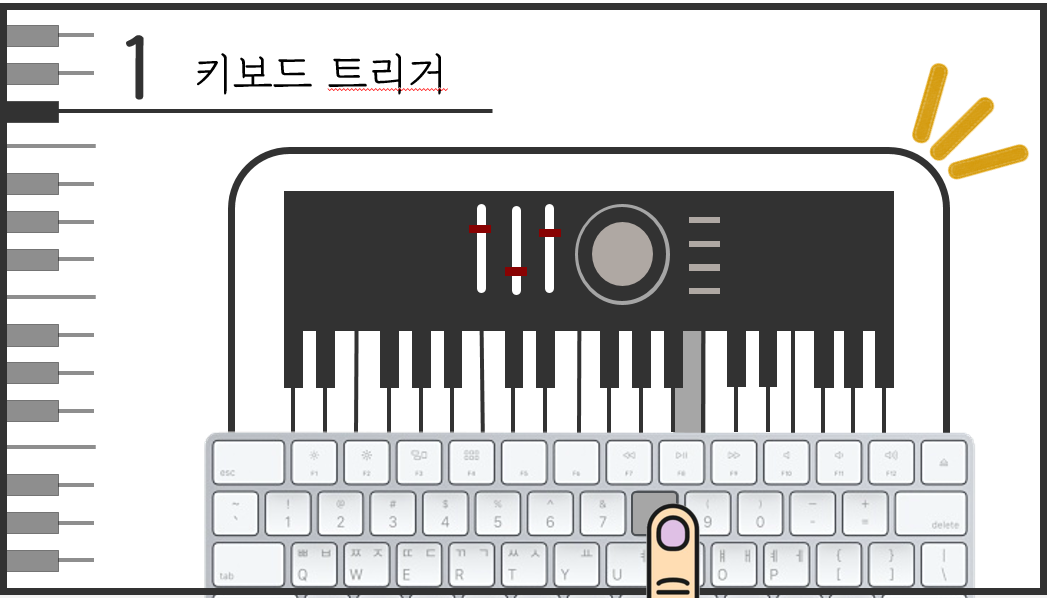 1 키보드 트리거
esc F1 F2 F3 F4 F5 F6 F7 F8 F9 F10 F11 F12
~ ! @ # $ % ^ & ( ) — +
` 1 2 3 4 5 6 7 9 0 - =
delete
ㅃ ㅂ ㅉ ㅈ ㄸ ㄷ ㄲ ㄱ ㅆ ㅅ ㅛ ㅕ ㅒ ㅐ ㅖ ㅔ { } |
tab Q W E R T Y U O P [ ] \